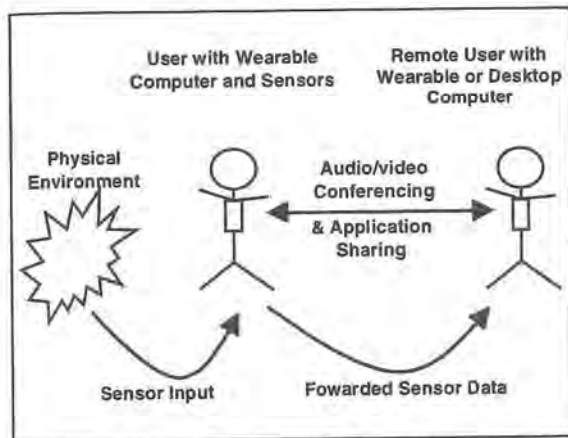 User with Wearable
Computer and Sensors
Remote User with
Wearable or Desktop
Computer
Physical
Environment
Audio/video
Conferencing
& Application
Sharing
Sensor Input
Fowarded Sensor Data